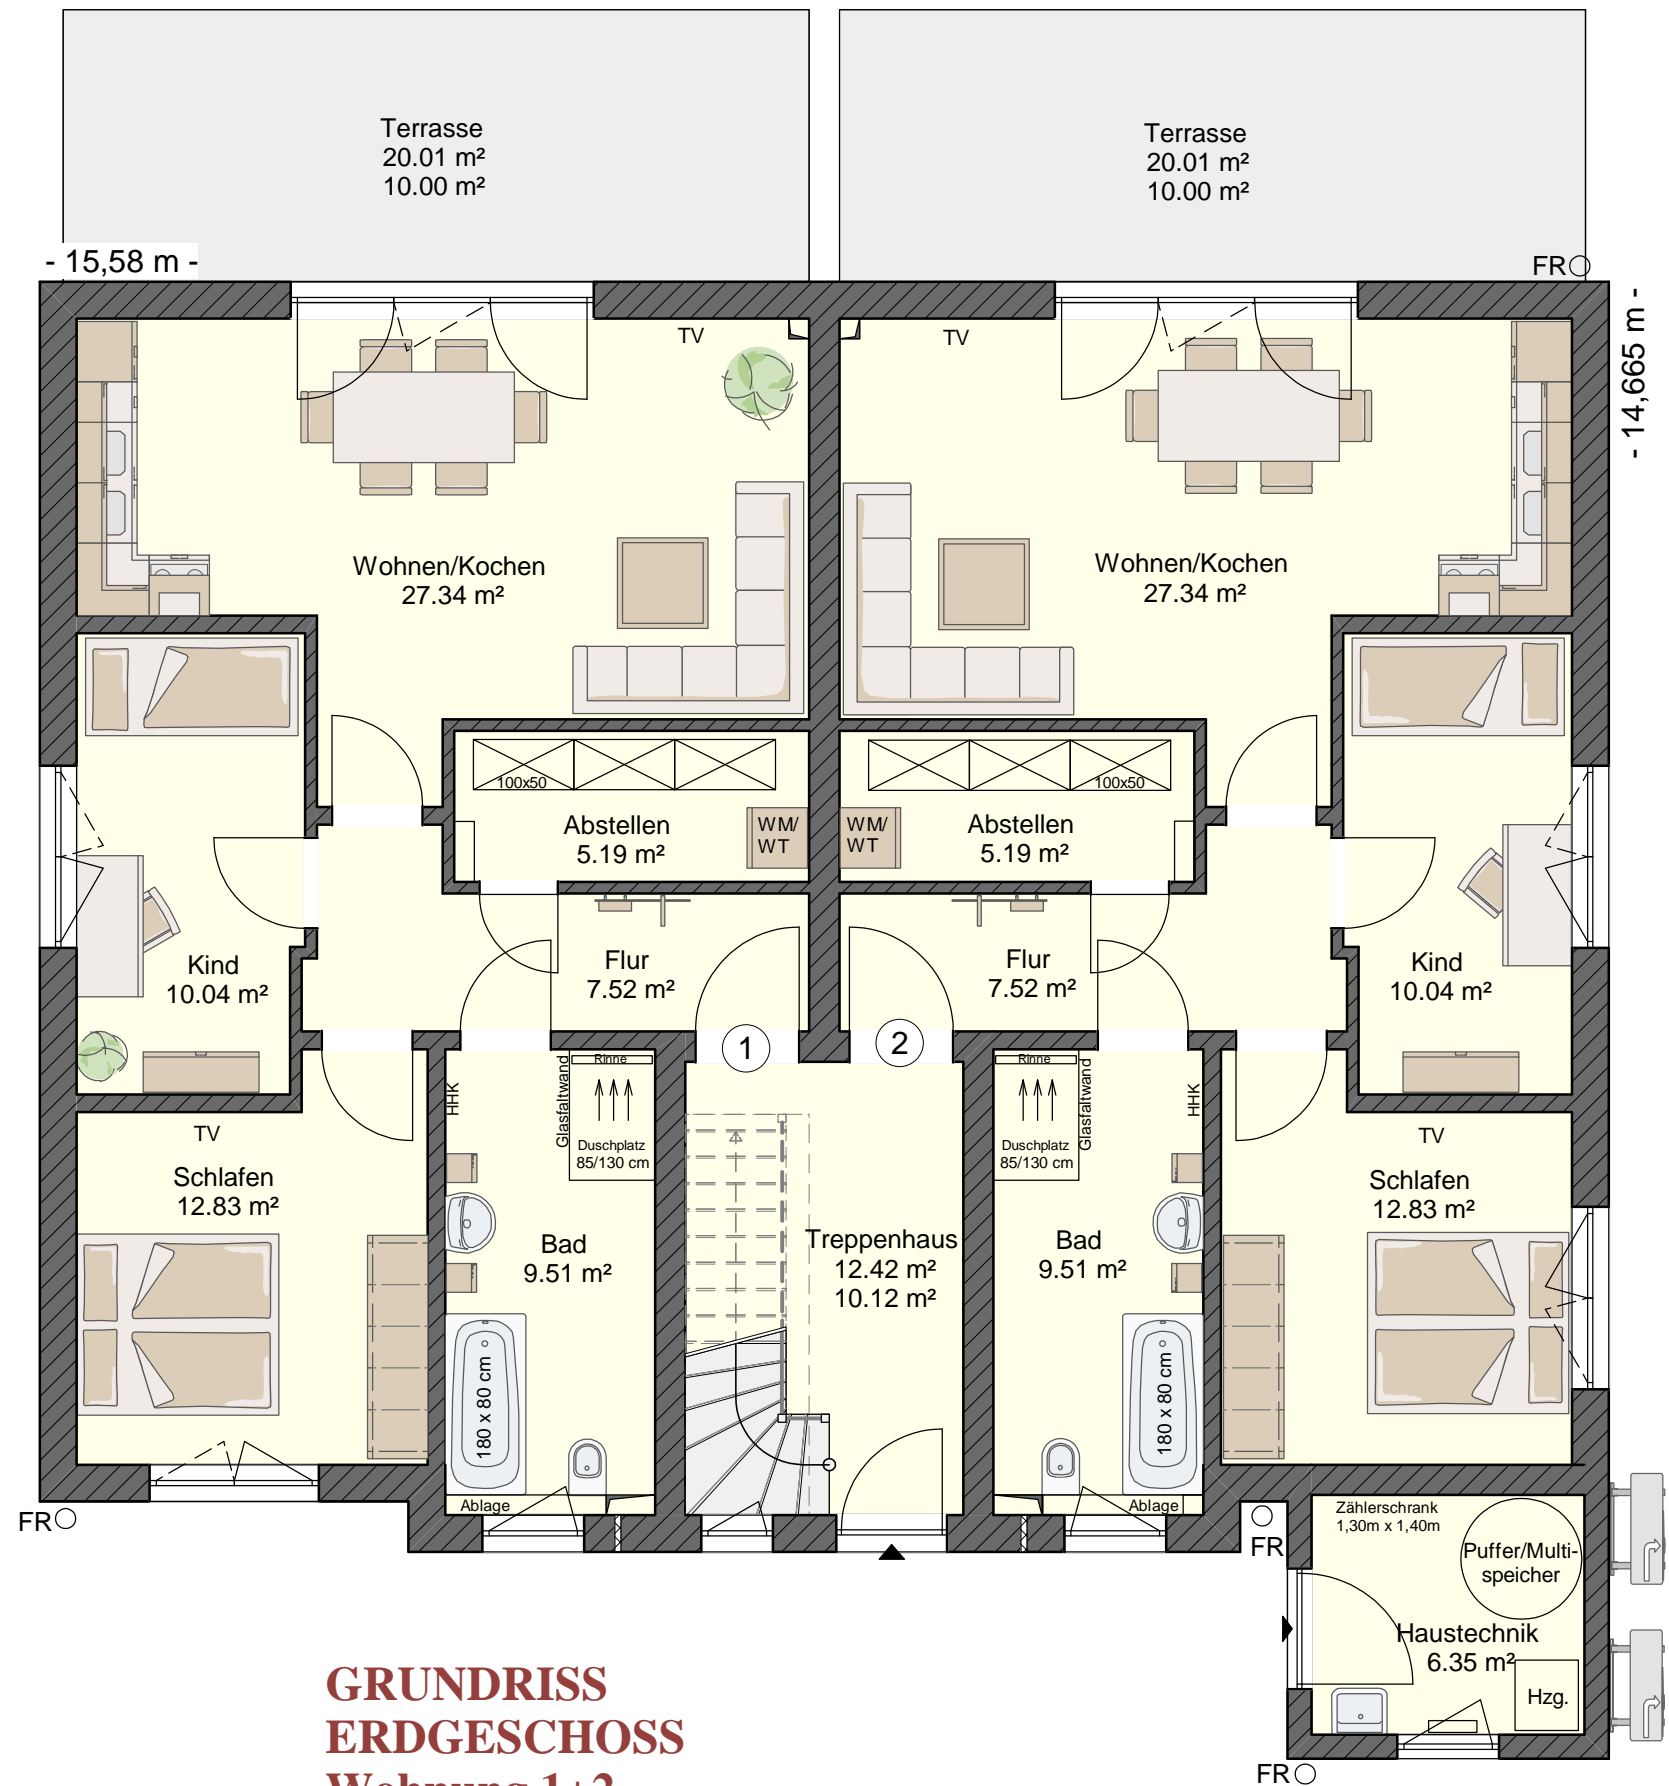 Terrasse
20.01 m²
10.00 m²
Terrasse
20.01 m²
10.00 m²
- 15,58 m -
FR
- 14,665 m -
TV
TV
Wohnen/Kochen
27.34 m²
Wohnen/Kochen
27.34 m²
100x50
100x50
Abstellen
5.19 m²
WM/
WT
WM/
WT
Abstellen
5.19 m²
Kind
10.04 m²
Flur
7.52 m²
Flur
7.52 m²
Kind
10.04 m²
1
2
Rinne
Glasfaltwand
HHK
Duschplatz
85/130 cm
Rinne
Glasfaltwand
HHK
Duschplatz
85/130 cm
TV
Schlafen
12.83 m²
TV
Schlafen
12.83 m²
Bad
9.51 m²
Treppenhaus
12.42 m²
10.12 m²
Bad
9.51 m²
180 x 80 cm
180 x 80 cm
Ablage
Ablage
FR
FR
Zählerschrank
1,30m x 1,40m
Puffer/Multi-
speicher
Haustechnik
6.35 m²
Hzg.
FR
GRUNDRISS
ERDGESCHOSS
Wohnung 1+2